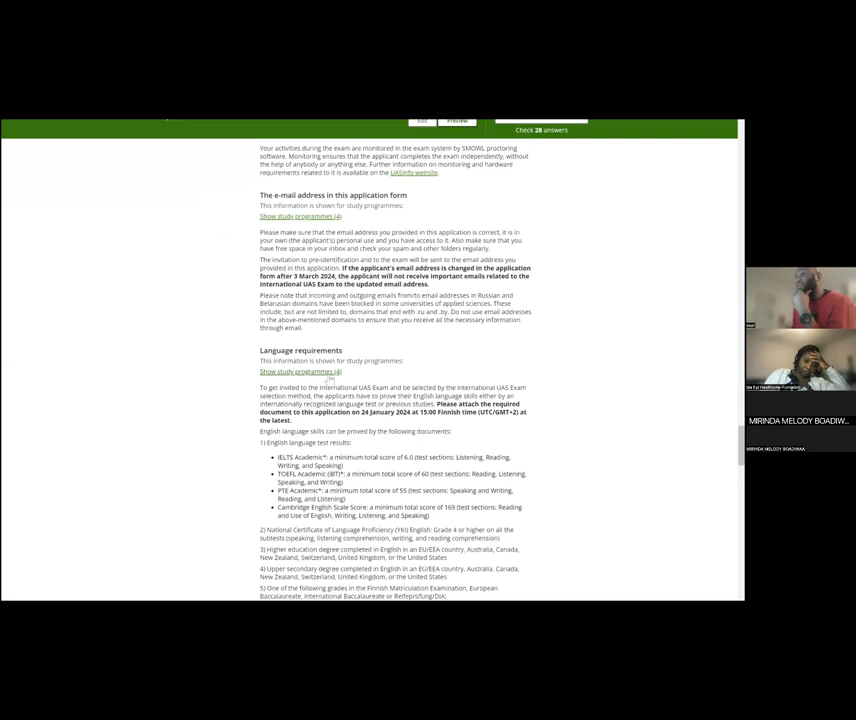 Edit
Preview
Check 28 answers
Your activities during the exam are monitored in the exam system by SMOWL proctoring
software. Monitoring ensures that the applicant completes the exam independently, without
the help of anybody or anything else. Further information on monitoring and hardware
requirements related to it is available on the UASinfo website.
The e-mail address in this application form
This information is shown for study programmes:
Show study programmes (4)
Please make sure that the email address you provided in this application is correct, it is in
your own (the applicant's) personal use and you have access to it. Also make sure that you
have free space in your inbox and check your spam and other folders regularly.
The invitation to pre-identification and to the exam will be sent to the email address you
provided in this application. If the applicant's email address is changed in the application
form after 3 March 2024, the applicant will not receive important emails related to the
International UAS Exam to the updated email address.
Please note that incoming and outgoing emails from/to email addresses in Russian and
Belarusian domains have been blocked in some universities of applied sciences. These
include, but are not limited to, domains that end with .ru and .by. Do not use email addresses
in the above-mentioned domains to ensure that you receive all the necessary information
through email.
Language requirements
This information is shown for study programmes:
Show study programmes (4)
To get invited to the International UAS Exam and be selected by the International UAS Exam
selection method, the applicants have to prove their English language skills either by an
internationally recognized language test or previous studies. Please attach the required
document to this application on 24 January 2024 at 15:00 Finnish time (UTC/GMT+2) at
the latest.
English language skills can be proved by the following documents:
1) English language test results:
• IELTS Academic*: a minimum total score of 6.0 (test sections: Listening, Reading,
Writing, and Speaking)
• TOEFL Academic (iBT)*: a minimum total score of 60 (test sections: Reading, Listening,
Speaking, and Writing)
• PTE Academic*: a minimum total score of 55 (test sections: Speaking and Writing,
Reading, and Listening)
• Cambridge English Scale Score: a minimum total score of 169 (test sections: Reading
and Use of English, Writing, Listening, and Speaking)
2) National Certificate of Language Proficiency (YKI) English: Grade 4 or higher on all the
subtests (speaking, listening comprehension, writing, and reading comprehension)
3) Higher education degree completed in English in an EU/EEA country, Australia, Canada,
New Zealand, Switzerland, United Kingdom, or the United States
4) Upper secondary degree completed in English in an EU/EEA country, Australia, Canada,
New Zealand, Switzerland, United Kingdom, or the United States
5) One of the following grades in the Finnish Matriculation Examination, European
Baccalaureate, International Baccalaureate or Reifeprüfung/DIA:
MIRINDA MELODY BOADIW...
MIRINDA MELODY BOADIWAA